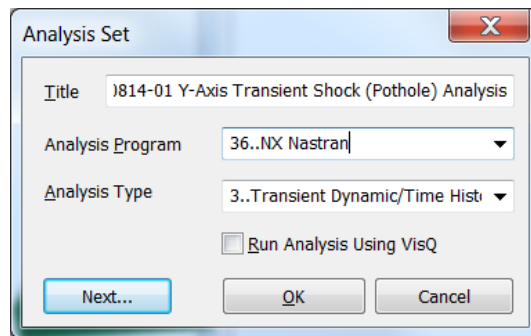 Analysis Set
Title )814-01 Y-Axis Transient Shock (Pothole) Analysis
Analysis Program 36..NX Nastran
Analysis Type 3..Transient Dynamic/Time Histo
Run Analysis Using VisQ
Next... OK Cancel